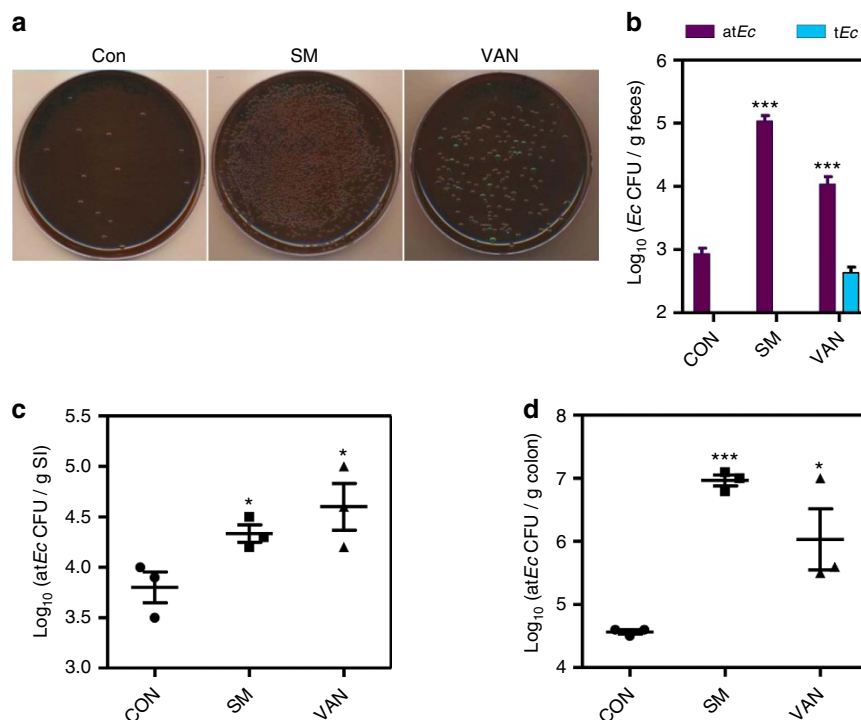 a
Con SM VAN
b
atEc tEc
Log10 (Ec CFU / g feces)
6
5
4
3
2
***
***
CON SM VAN
c
Log10 (atEc CFU / g SI)
5.5
5.0
4.5
4.0
3.5
3.0
*
*
CON SM VAN
d
Log10 (atEc CFU / g colon)
8
7
6
5
4
***
*
CON SM VAN